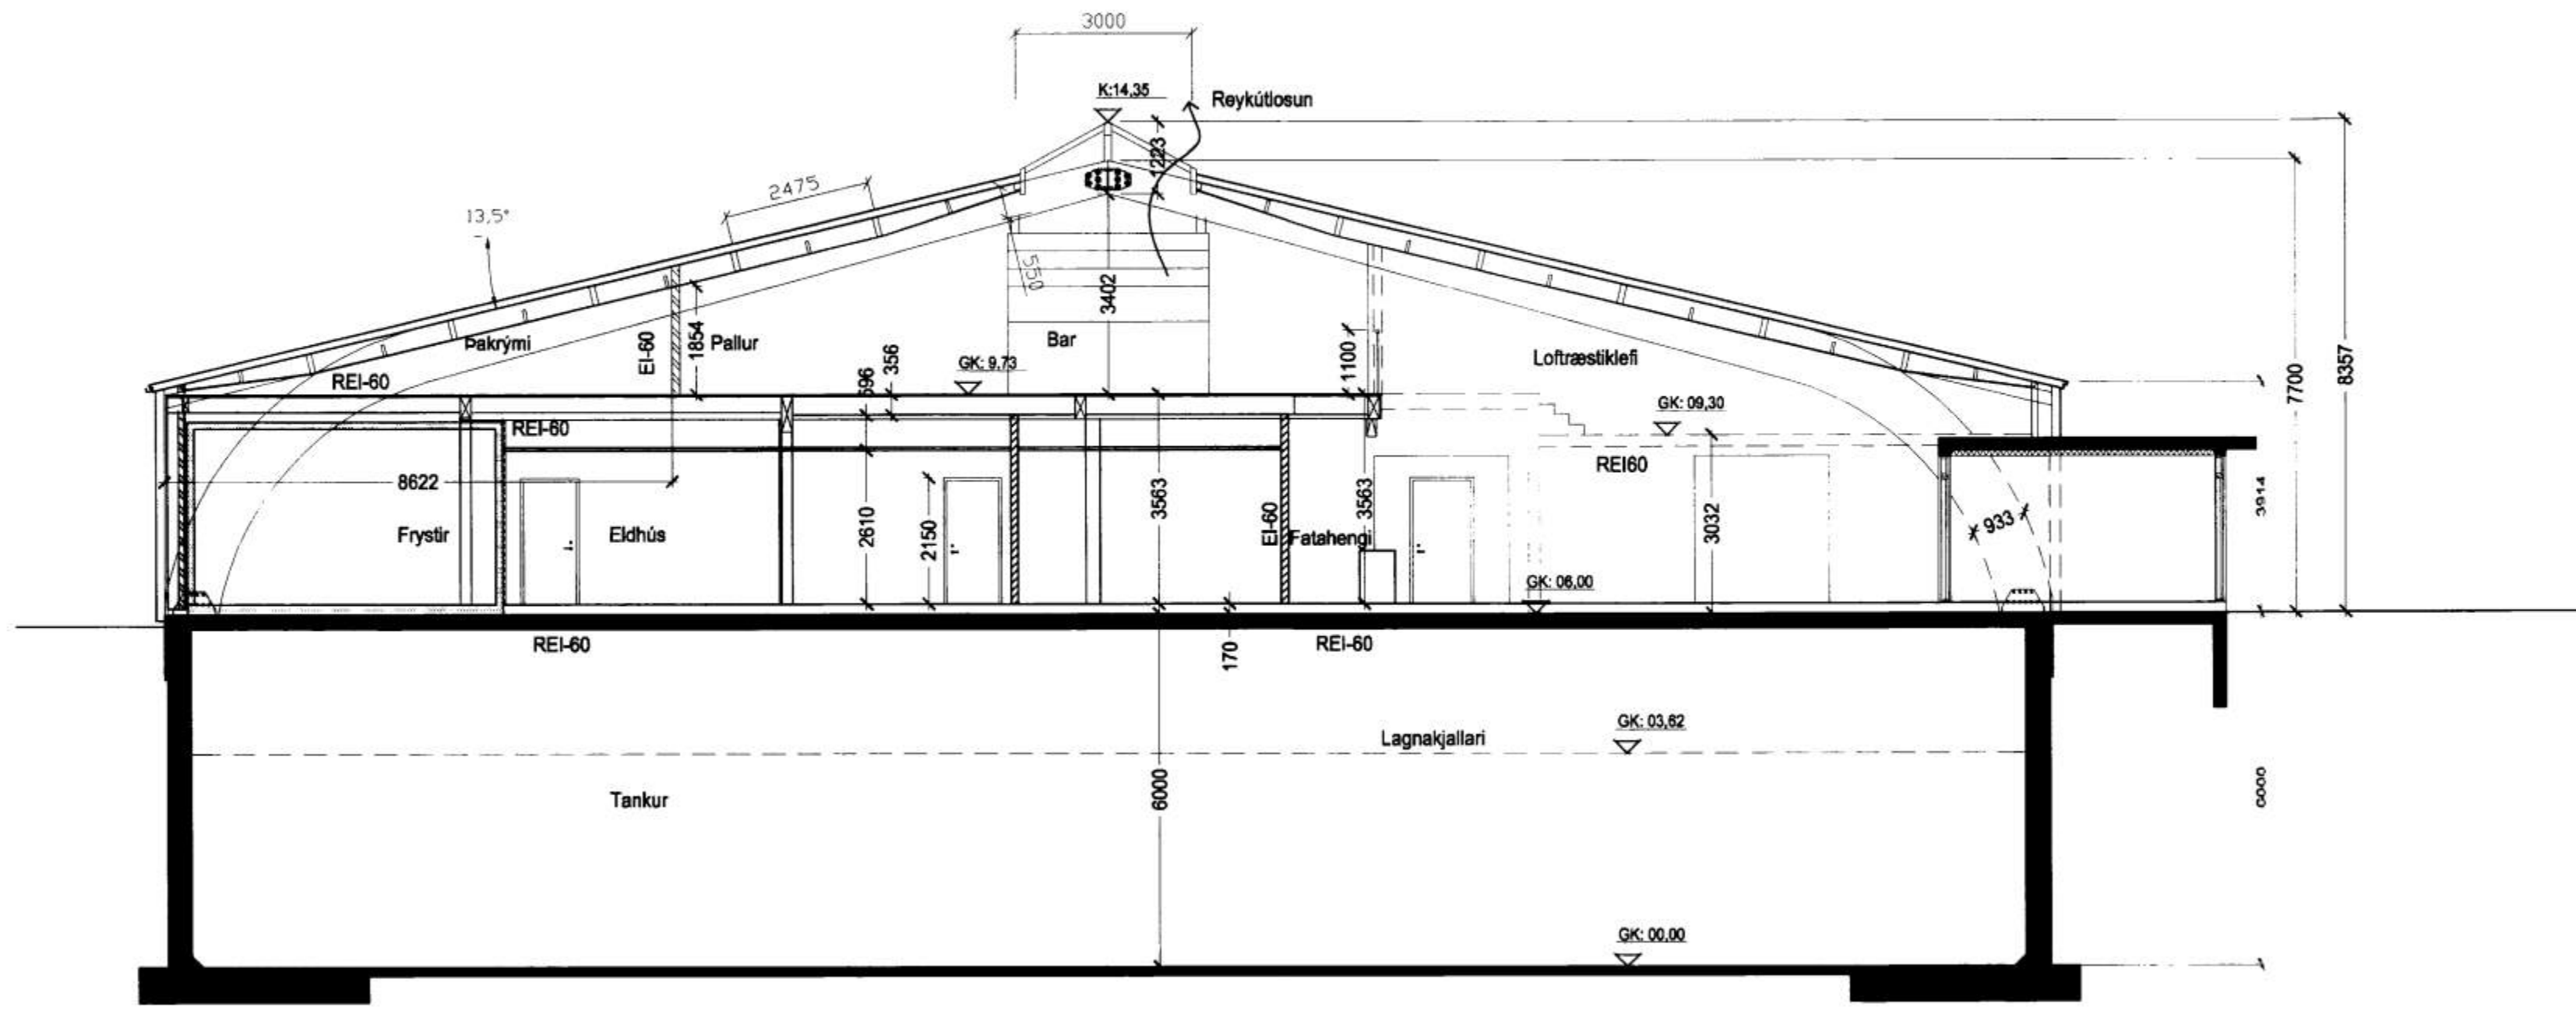 3000
K:14,35
Reykútlosun
1223
2475
13,5°
550
3402
8357
7700
Þakrými
EI-60
1854
Pallur
Bar
356
596
1100
Loftræstiklefi
REI-60
GK: 9,73
GK: 09,30
REI-60
REI60
8622
3563
3563
3914
2610
2150
EI-60
3032
933
Frystir
Eldhús
Fatahengi
GK: 06,00
REI-60
170
REI-60
GK: 03,62
Lagnakjallari
Tankur
6000
6000
GK: 00,00